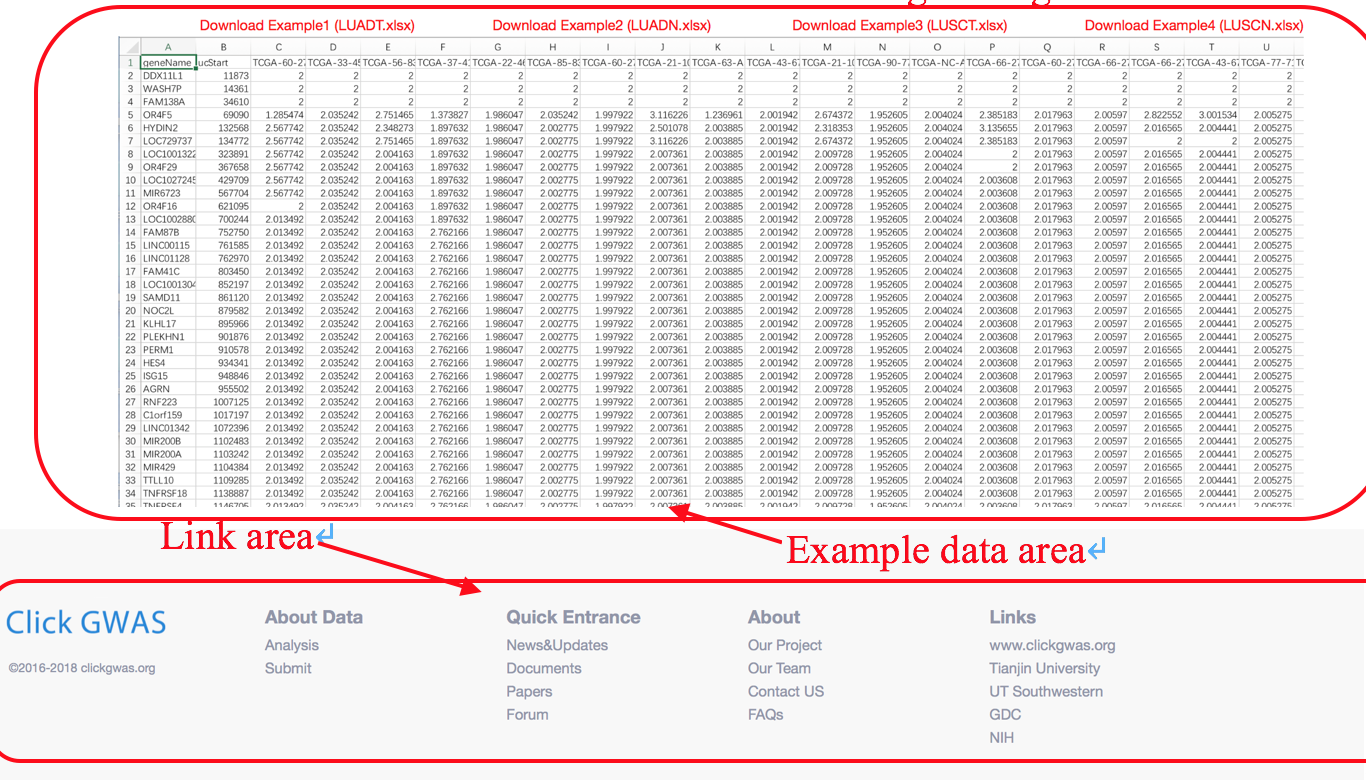 Download Example1 (LUADT.xlsx) Download Example2 (LUADN.xlsx) Download Example3 (LUSCT.xlsx) Download Example4 (LUSCN.xlsx)
A B C D E F G H I J K L M N O P Q R S T U
1 geneName ucStart TCGA-60-27 TCGA-33-45 TCGA-56-83 TCGA-37-41 TCGA-22-46 TCGA-85-83 TCGA-60-27 TCGA-21-10 TCGA-63-A TCGA-43-67 TCGA-21-10 TCGA-90-77 TCGA-NC-A TCGA-66-27 TCGA-60-27 TCGA-66-27 TCGA-66-27 TCGA-43-67 TCGA-77-71
2 DDX11L1 11873 2 2 2 2 2 2 2 2 2 2 2 2 2 2 2 2 2 2 2
3 WASH7P 14361 2 2 2 2 2 2 2 2 2 2 2 2 2 2 2 2 2 2 2
4 FAM138A 34610 2 2 2 2 2 2 2 2 2 2 2 2 2 2 2 2 2 2 2
5 OR4F5 69090 1.285474 2.035242 2.751465 1.373827 1.986047 2.035242 1.997922 3.116226 1.236961 2.001942 2.674372 1.952605 2.004024 2.385183 2.017963 2.00597 2.822552 3.001534 2.005275
6 HYDIN2 132568 2.567742 2.035242 2.348273 1.897632 1.986047 2.002775 1.997922 2.501078 2.003885 2.001942 2.318353 1.952605 2.004024 3.135655 2.017963 2.00597 2.016565 2.004441 2.005275
7 LOC729737 134772 2.567742 2.035242 2.751465 1.897632 1.986047 2.002775 1.997922 3.116226 2.003885 2.001942 2.674372 1.952605 2.004024 2.385183 2.017963 2.00597 2 2 2.005275
8 LOC1001322 323891 2.567742 2.035242 2.004163 1.897632 1.986047 2.002775 1.997922 2.007361 2.003885 2.001942 2.009728 1.952605 2.004024 2 2.017963 2.00597 2.016565 2.004441 2.005275
9 OR4F29 367658 2.567742 2.035242 2.004163 1.897632 1.986047 2.002775 1.997922 2.007361 2.003885 2.001942 2.009728 1.952605 2.004024 2 2.017963 2.00597 2.016565 2.004441 2.005275
10 LOC1027245 429709 2.567742 2.035242 2.004163 1.897632 1.986047 2.002775 1.997922 2.007361 2.003885 2.001942 2.009728 1.952605 2.004024 2.003608 2.017963 2.00597 2.016565 2.004441 2.005275
11 MIR6723 567704 2.567742 2.035242 2.004163 1.897632 1.986047 2.002775 1.997922 2.007361 2.003885 2.001942 2.009728 1.952605 2.004024 2.003608 2.017963 2.00597 2.016565 2.004441 2.005275
12 OR4F16 621095 2 2.035242 2.004163 1.897632 1.986047 2.002775 1.997922 2.007361 2.003885 2.001942 2.009728 1.952605 2.004024 2.003608 2.017963 2.00597 2.016565 2.004441 2.005275
13 LOC1002880 700244 2.013492 2.035242 2.004163 1.897632 1.986047 2.002775 1.997922 2.007361 2.003885 2.001942 2.009728 1.952605 2.004024 2.003608 2.017963 2.00597 2.016565 2.004441 2.005275
14 FAM87B 752750 2.013492 2.035242 2.004163 2.762166 1.986047 2.002775 1.997922 2.007361 2.003885 2.001942 2.009728 1.952605 2.004024 2.003608 2.017963 2.00597 2.016565 2.004441 2.005275
15 LINC00115 761585 2.013492 2.035242 2.004163 2.762166 1.986047 2.002775 1.997922 2.007361 2.003885 2.001942 2.009728 1.952605 2.004024 2.003608 2.017963 2.00597 2.016565 2.004441 2.005275
16 LINC01128 762970 2.013492 2.035242 2.004163 2.762166 1.986047 2.002775 1.997922 2.007361 2.003885 2.001942 2.009728 1.952605 2.004024 2.003608 2.017963 2.00597 2.016565 2.004441 2.005275
17 FAM41C 803450 2.013492 2.035242 2.004163 2.762166 1.986047 2.002775 1.997922 2.007361 2.003885 2.001942 2.009728 1.952605 2.004024 2.003608 2.017963 2.00597 2.016565 2.004441 2.005275
18 LOC1001304 852197 2.013492 2.035242 2.004163 2.762166 1.986047 2.002775 1.997922 2.007361 2.003885 2.001942 2.009728 1.952605 2.004024 2.003608 2.017963 2.00597 2.016565 2.004441 2.005275
19 SAMD11 861120 2.013492 2.035242 2.004163 2.762166 1.986047 2.002775 1.997922 2.007361 2.003885 2.001942 2.009728 1.952605 2.004024 2.003608 2.017963 2.00597 2.016565 2.004441 2.005275
20 NOC2L 879582 2.013492 2.035242 2.004163 2.762166 1.986047 2.002775 1.997922 2.007361 2.003885 2.001942 2.009728 1.952605 2.004024 2.003608 2.017963 2.00597 2.016565 2.004441 2.005275
21 KLHL17 895966 2.013492 2.035242 2.004163 2.762166 1.986047 2.002775 1.997922 2.007361 2.003885 2.001942 2.009728 1.952605 2.004024 2.003608 2.017963 2.00597 2.016565 2.004441 2.005275
22 PLEKHN1 901876 2.013492 2.035242 2.004163 2.762166 1.986047 2.002775 1.997922 2.007361 2.003885 2.001942 2.009728 1.952605 2.004024 2.003608 2.017963 2.00597 2.016565 2.004441 2.005275
23 PERM1 910578 2.013492 2.035242 2.004163 2.762166 1.986047 2.002775 1.997922 2.007361 2.003885 2.001942 2.009728 1.952605 2.004024 2.003608 2.017963 2.00597 2.016565 2.004441 2.005275
24 HES4 934341 2.013492 2.035242 2.004163 2.762166 1.986047 2.002775 1.997922 2.007361 2.003885 2.001942 2.009728 1.952605 2.004024 2.003608 2.017963 2.00597 2.016565 2.004441 2.005275
25 ISG15 948846 2.013492 2.035242 2.004163 2.762166 1.986047 2.002775 1.997922 2.007361 2.003885 2.001942 2.009728 1.952605 2.004024 2.003608 2.017963 2.00597 2.016565 2.004441 2.005275
26 AGRN 955502 2.013492 2.035242 2.004163 2.762166 1.986047 2.002775 1.997922 2.007361 2.003885 2.001942 2.009728 1.952605 2.004024 2.003608 2.017963 2.00597 2.016565 2.004441 2.005275
27 RNF223 1007125 2.013492 2.035242 2.004163 2.762166 1.986047 2.002775 1.997922 2.007361 2.003885 2.001942 2.009728 1.952605 2.004024 2.003608 2.017963 2.00597 2.016565 2.004441 2.005275
28 C1orf159 1017197 2.013492 2.035242 2.004163 2.762166 1.986047 2.002775 1.997922 2.007361 2.003885 2.001942 2.009728 1.952605 2.004024 2.003608 2.017963 2.00597 2.016565 2.004441 2.005275
29 LINC01342 1072396 2.013492 2.035242 2.004163 2.762166 1.986047 2.002775 1.997922 2.007361 2.003885 2.001942 2.009728 1.952605 2.004024 2.003608 2.017963 2.00597 2.016565 2.004441 2.005275
30 MIR200B 1102483 2.013492 2.035242 2.004163 2.762166 1.986047 2.002775 1.997922 2.007361 2.003885 2.001942 2.009728 1.952605 2.004024 2.003608 2.017963 2.00597 2.016565 2.004441 2.005275
31 MIR200A 1103242 2.013492 2.035242 2.004163 2.762166 1.986047 2.002775 1.997922 2.007361 2.003885 2.001942 2.009728 1.952605 2.004024 2.003608 2.017963 2.00597 2.016565 2.004441 2.005275
32 MIR429 1104384 2.013492 2.035242 2.004163 2.762166 1.986047 2.002775 1.997922 2.007361 2.003885 2.001942 2.009728 1.952605 2.004024 2.003608 2.017963 2.00597 2.016565 2.004441 2.005275
33 TTLL10 1109285 2.013492 2.035242 2.004163 2.762166 1.986047 2.002775 1.997922 2.007361 2.003885 2.001942 2.009728 1.952605 2.004024 2.003608 2.017963 2.00597 2.016565 2.004441 2.005275
34 TNFRSF18 1138887 2.013492 2.035242 2.004163 2.762166 1.986047 2.002775 1.997922 2.007361 2.003885 2.001942 2.009728 1.952605 2.004024 2.003608 2.017963 2.00597 2.016565 2.004441 2.005275
Link area
Example data area
Click GWAS
©2016-2018 clickgwas.org
About Data
Analysis
Submit
Quick Entrance
News&Updates
Documents
Papers
Forum
About
Our Project
Our Team
Contact US
FAQs
Links
www.clickgwas.org
Tianjin University
UT Southwestern
GDC
NIH